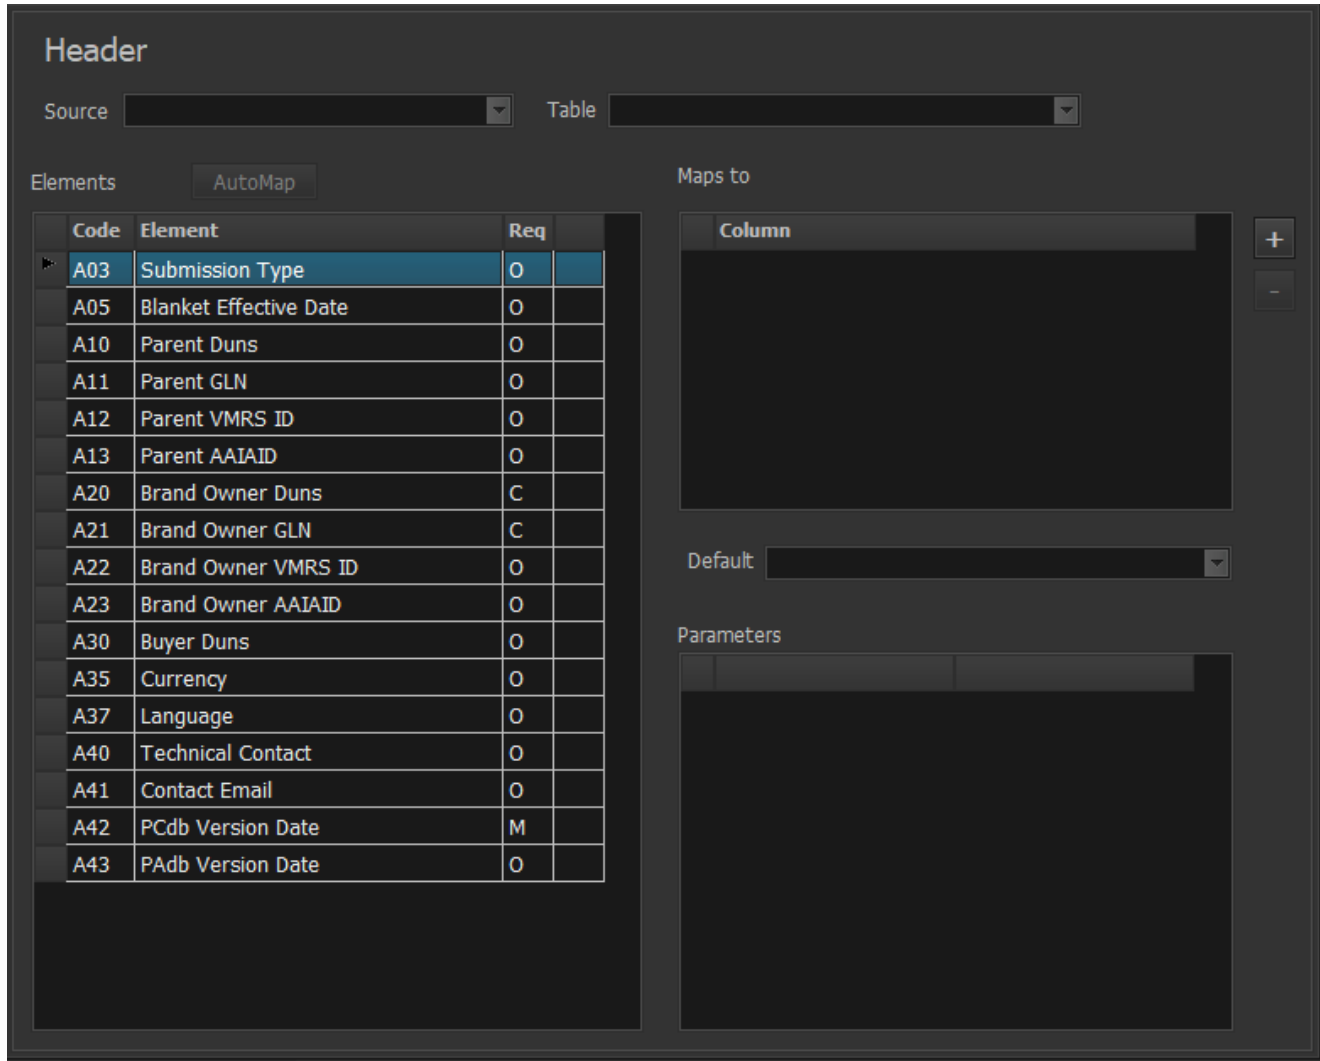 Header
Source
Table
Elements
AutoMap
Maps to
Code Element Req
A03 Submission Type O
A05 Blanket Effective Date O
A10 Parent Duns O
A11 Parent GLN O
A12 Parent VMRS ID O
A13 Parent AAIAID O
A20 Brand Owner Duns C
A21 Brand Owner GLN C
A22 Brand Owner VMRS ID O
A23 Brand Owner AAIAID O
A30 Buyer Duns O
A35 Currency O
A37 Language O
A40 Technical Contact O
A41 Contact Email O
A42 PCdb Version Date M
A43 PAdb Version Date O
Column
+
-
Default
Parameters